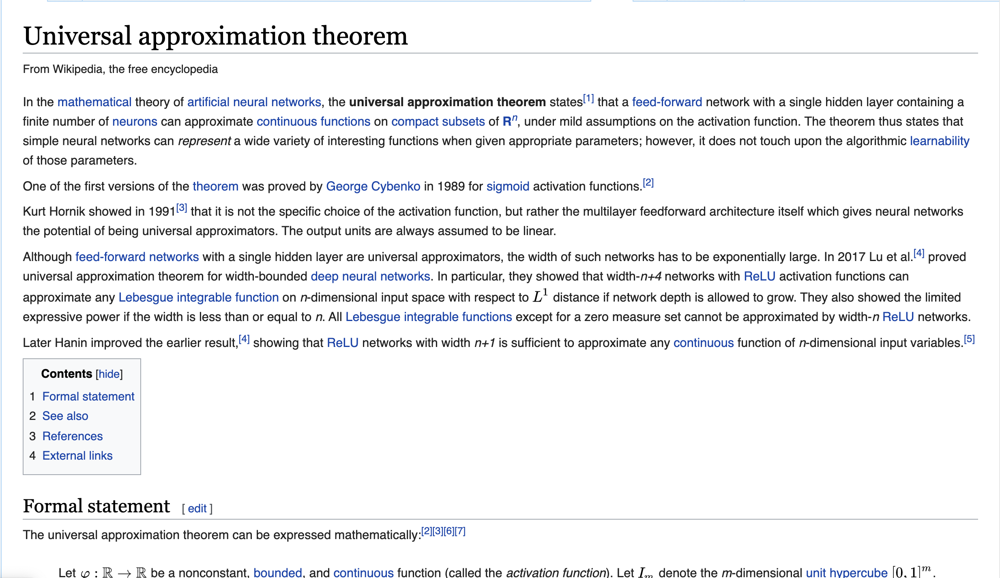 Universal approximation theorem
From Wikipedia, the free encyclopedia
In the mathematical theory of artificial neural networks, the universal approximation theorem states[1] that a feed-forward network with a single hidden layer containing a
finite number of neurons can approximate continuous functions on compact subsets of Rⁿ, under mild assumptions on the activation function. The theorem thus states that
simple neural networks can represent a wide variety of interesting functions when given appropriate parameters; however, it does not touch upon the algorithmic learnability
of those parameters.
One of the first versions of the theorem was proved by George Cybenko in 1989 for sigmoid activation functions.[2]
Kurt Hornik showed in 1991[3] that it is not the specific choice of the activation function, but rather the multilayer feedforward architecture itself which gives neural networks
the potential of being universal approximators. The output units are always assumed to be linear.
Although feed-forward networks with a single hidden layer are universal approximators, the width of such networks has to be exponentially large. In 2017 Lu et al.[4] proved
universal approximation theorem for width-bounded deep neural networks. In particular, they showed that width-n+4 networks with ReLU activation functions can
approximate any Lebesgue integrable function on n-dimensional input space with respect to L¹ distance if network depth is allowed to grow. They also showed the limited
expressive power if the width is less than or equal to n. All Lebesgue integrable functions except for a zero measure set cannot be approximated by width-n ReLU networks.
Later Hanin improved the earlier result,[4] showing that ReLU networks with width n+1 is sufficient to approximate any continuous function of n-dimensional input variables.[5]
Contents [hide]
1 Formal statement
2 See also
3 References
4 External links
Formal statement [ edit ]
The universal approximation theorem can be expressed mathematically:[2][3][6][7]
Let φ : ℝ → ℝ be a nonconstant, bounded, and continuous function (called the activation function). Let Iₘ denote the m-dimensional unit hypercube [0, 1]ᵐ.